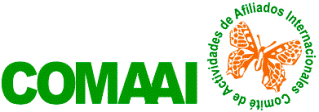 COMAAI
Comité de Actividades de Afiliados Internacionales